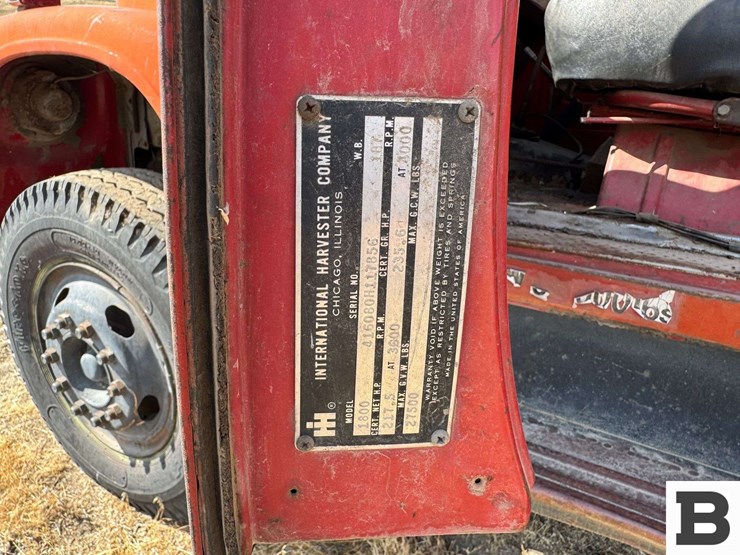 IH ® INTERNATIONAL HARVESTER COMPANY
CHICAGO, ILLINOIS
MODEL SERIAL NO. W.B.
1800 416080H117856 187
CERT. NET H.P. R.P.M. CERT. GR. H.P. R.P.M.
217.5 AT 3600 235.6 AT 4000
MAX. G.V.W. LBS. MAX. G.C.W. LBS.
27500
WARRANTY VOID IF ABOVE WEIGHT IS EXCEEDED
EXCEPT AS RESTRICTED BY TIRES AND SPRINGS
MADE IN THE UNITED STATES OF AMERICA
B